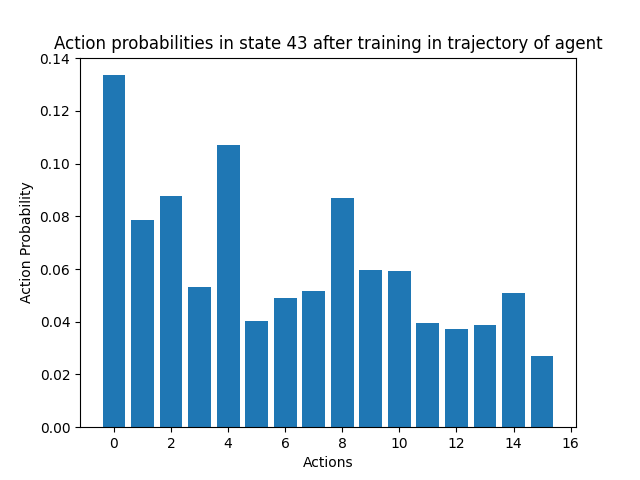 Action probabilities in state 43 after training in trajectory of agent
0.14
0.12
0.10
0.08
0.06
0.04
0.02
0.00
Action Probability
0 2 4 6 8 10 12 14 16
Actions